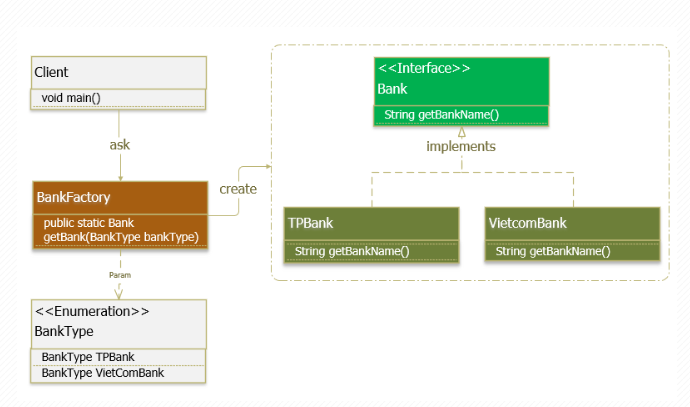 Client
void main()
ask
BankFactory
public static Bank
getBank(BankType bankType)
Param
<<Enumeration>>
BankType
BankType TPBank
BankType VietComBank
create
<<Interface>>
Bank
String getBankName()
implements
TPBank
String getBankName()
VietcomBank
String getBankName()